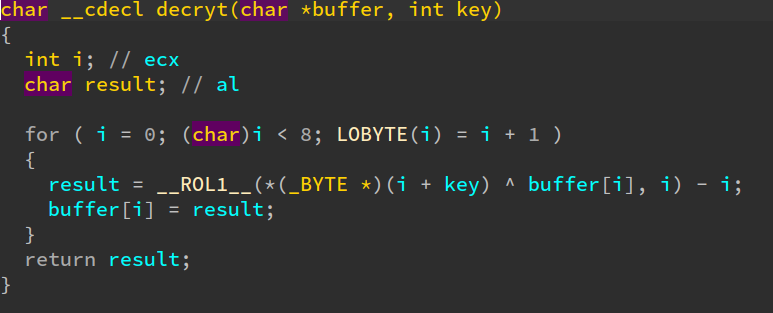 char __cdecl decryt(char *buffer, int key)
{
  int i; // ecx
  char result; // al

  for ( i = 0; (char)i < 8; LOBYTE(i) = i + 1 )
  {
    result = __ROL1__(*(_BYTE *)(i + key) ^ buffer[i], i) - i;
    buffer[i] = result;
  }
  return result;
}